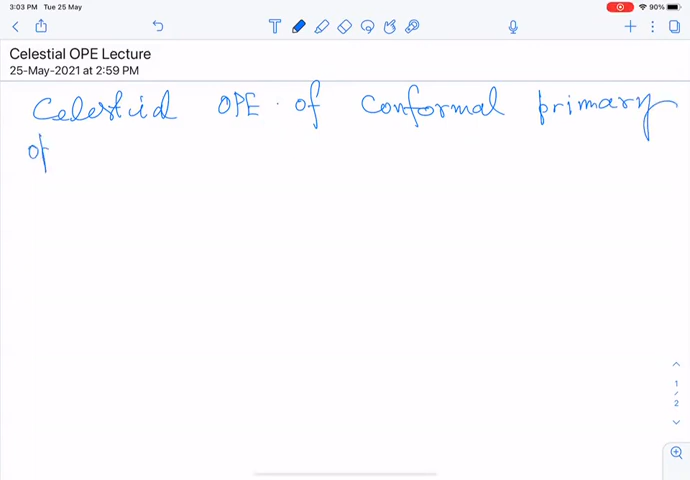 3:03 PM Tue 25 May
90%
Celestial OPE Lecture
25-May-2021 at 2:59 PM
Celestial OPE of conformal primary
of
1
2